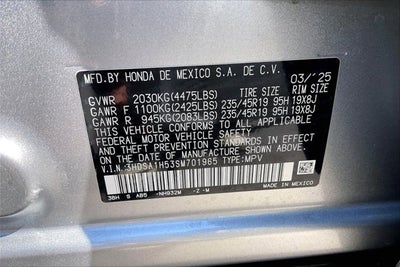 MFD.BY HONDA DE MEXICO S.A. DE C.V. 03/'25
GVWR 2030KG(4475LBS) TIRE SIZE RIM SIZE
GAWR F 1100KG(2425LBS) 235/45R19 95H 19X8J
GAWR R 945KG(2083LBS) 235/45R19 95H 19X8J
THIS VEHICLE CONFORMS TO ALL APPLICABLE
FEDERAL MOTOR VEHICLE SAFETY AND THEFT
PREVENTION STANDARDS IN EFFECT ON THE DATE
OF MANUFACTURE SHOWN ABOVE.
V.I.N:3HDSA1H53SM701965 TYPE:MPV
MADE IN MEXICO
NH932M -Z -M